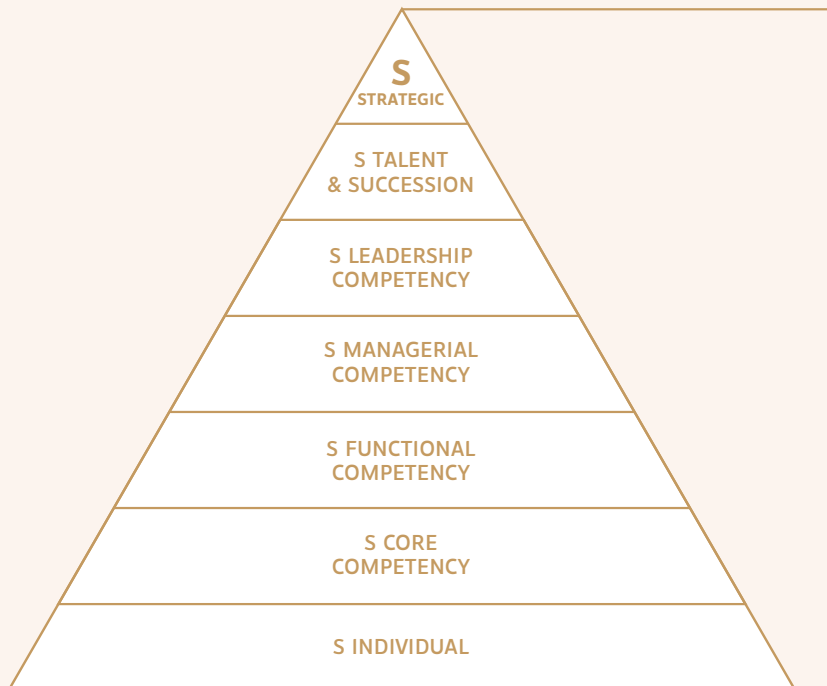 S
STRATEGIC
S TALENT
& SUCCESSION
S LEADERSHIP
COMPETENCY
S MANAGERIAL
COMPETENCY
S FUNCTIONAL
COMPETENCY
S CORE
COMPETENCY
S INDIVIDUAL